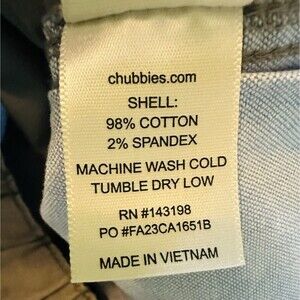 chubbies.com
SHELL:
98% COTTON
2% SPANDEX
MACHINE WASH COLD
TUMBLE DRY LOW
RN #143198
PO #FA23CA1651B
MADE IN VIETNAM